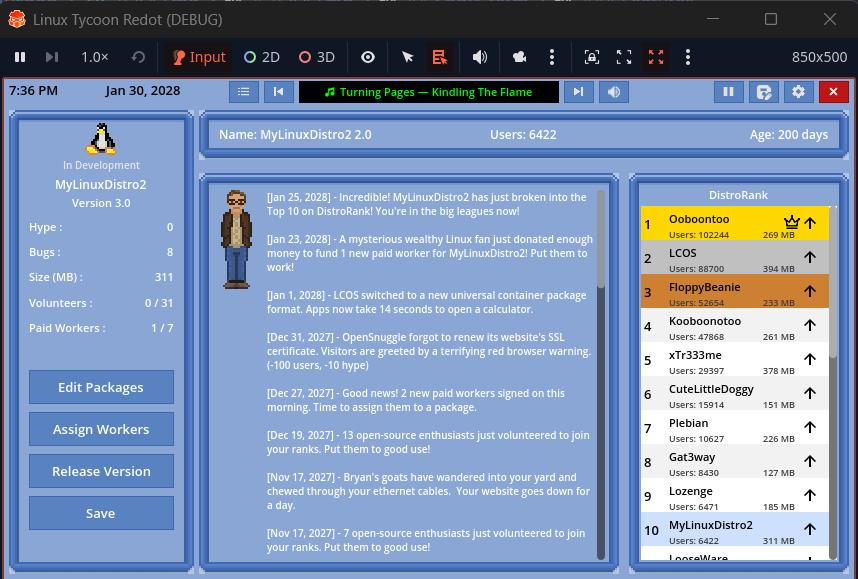 Linux Tycoon Redot (DEBUG)
1.0×
Input
2D
3D
850x500
7:36 PM
Jan 30, 2028
♫ Turning Pages — Kindling The Flame
In Development
MyLinuxDistro2
Version 3.0
Hype : 0
Bugs : 8
Size (MB) : 311
Volunteers : 0 / 31
Paid Workers : 1 / 7
Edit Packages
Assign Workers
Release Version
Save
Name: MyLinuxDistro2 2.0
Users: 6422
Age: 200 days
[Jan 25, 2028] - Incredible! MyLinuxDistro2 has just broken into the
Top 10 on DistroRank! You're in the big leagues now!
[Jan 23, 2028] - A mysterious wealthy Linux fan just donated enough
money to fund 1 new paid worker for MyLinuxDistro2! Put them to
work!
[Jan 1, 2028] - LCOS switched to a new universal container package
format. Apps now take 14 seconds to open a calculator.
[Dec 31, 2027] - OpenSnuggle forgot to renew its website's SSL
certificate. Visitors are greeted by a terrifying red browser warning.
(-100 users, -10 hype)
[Dec 27, 2027] - Good news! 2 new paid workers signed on this
morning. Time to assign them to a package.
[Dec 19, 2027] - 13 open-source enthusiasts just volunteered to join
your ranks. Put them to good use!
[Nov 17, 2027] - Bryan's goats have wandered into your yard and
chewed through your ethernet cables.  Your website goes down for
a day.
[Nov 17, 2027] - 7 open-source enthusiasts just volunteered to join
your ranks. Put them to good use!
DistroRank
1 Ooboontoo
Users: 102244 269 MB
2 LCOS
Users: 88700 394 MB
3 FloppyBeanie
Users: 52654 233 MB
4 Kooboonotoo
Users: 47868 261 MB
5 xTr333me
Users: 29397 378 MB
6 CuteLittleDoggy
Users: 15914 151 MB
7 Plebian
Users: 10627 226 MB
8 Gat3way
Users: 8430 127 MB
9 Lozenge
Users: 6471 185 MB
10 MyLinuxDistro2
Users: 6422 311 MB
LooseWare